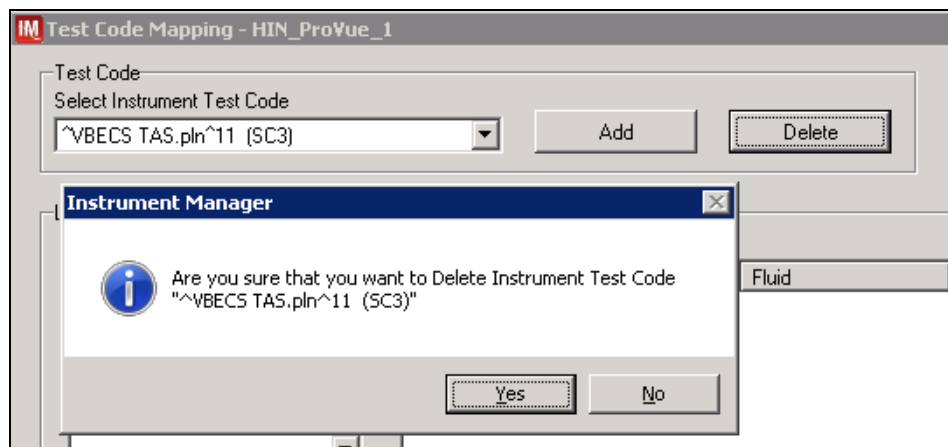 IM Test Code Mapping - HIN_ProVue_1
Test Code
Select Instrument Test Code
^VBECS TAS.pln^11 (SC3)
Add
Delete
Instrument Manager
Are you sure that you want to Delete Instrument Test Code
"^VBECS TAS.pln^11 (SC3)"
Fluid
Yes
No